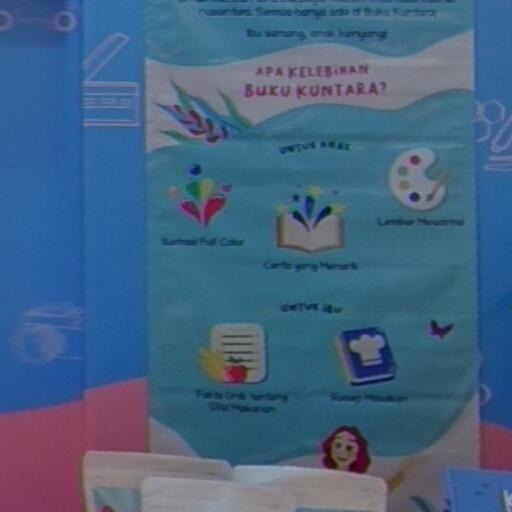 nusantara. Semua hanya ada di Buku Kuntara!
Ibu senang, anak kenyang!
APA KELEBIHAN
BUKU KUNTARA?
UNTUK ANAK
Ilustrasi Full Color
Cerita yang Menarik
Lembar Mewarnai
UNTUK IBU
Fakta Unik tentang
Gizi Makanan
Resep Masakan